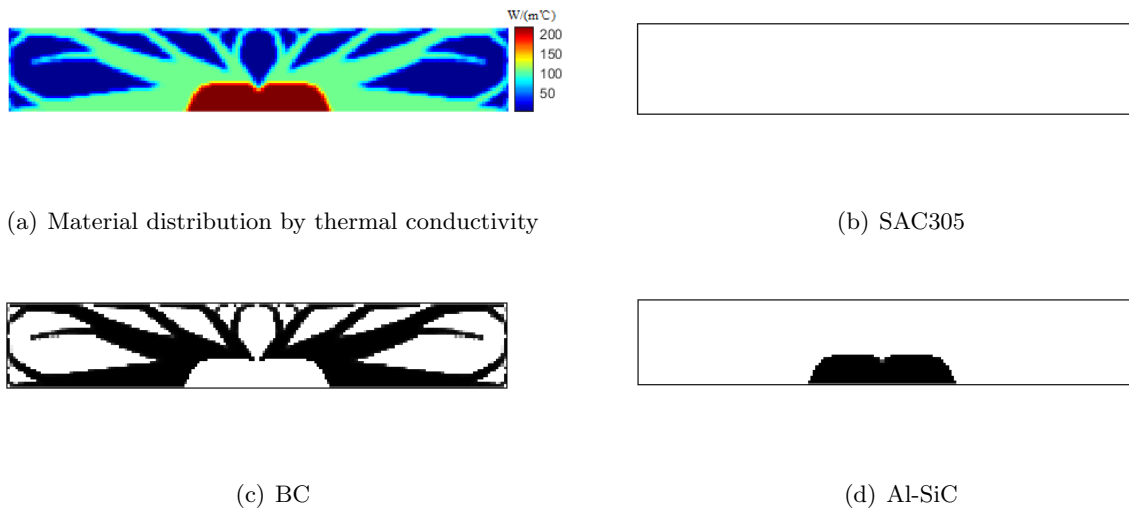 W/(m℃)
200
150
100
50
(a) Material distribution by thermal conductivity
(b) SAC305
(c) BC
(d) Al-SiC